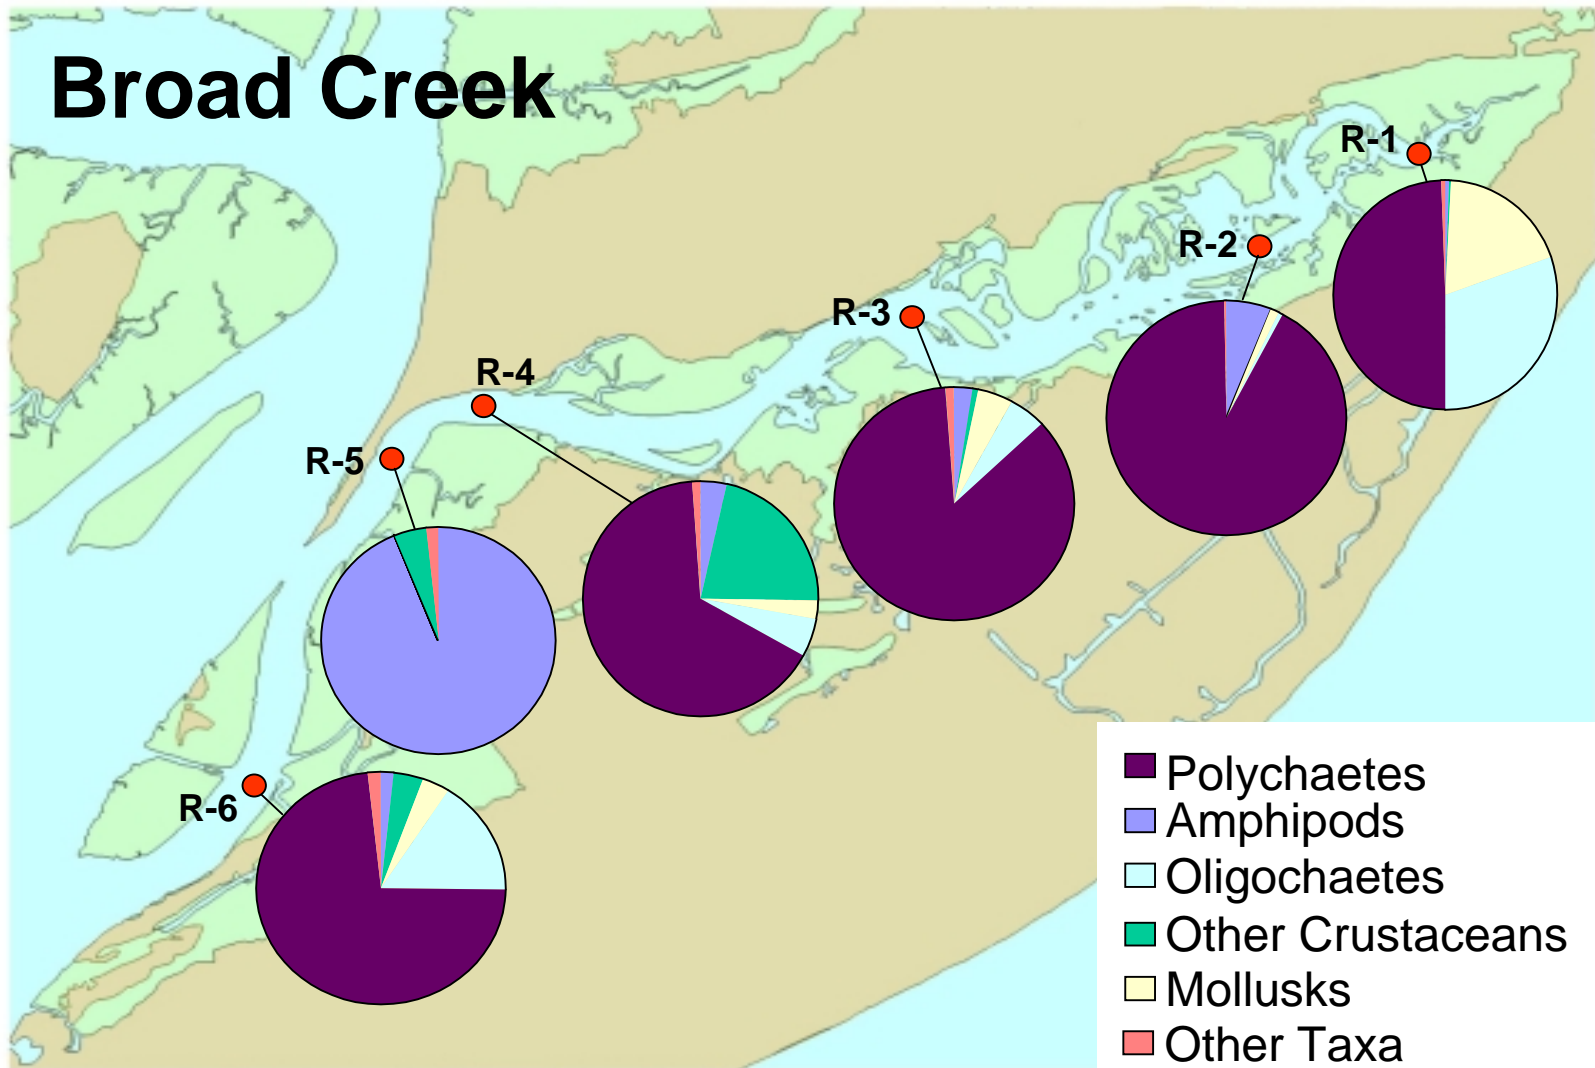 Broad Creek
R-1
R-2
R-3
R-4
R-5
R-6
Polychaetes
Amphipods
Oligochaetes
Other Crustaceans
Mollusks
Other Taxa